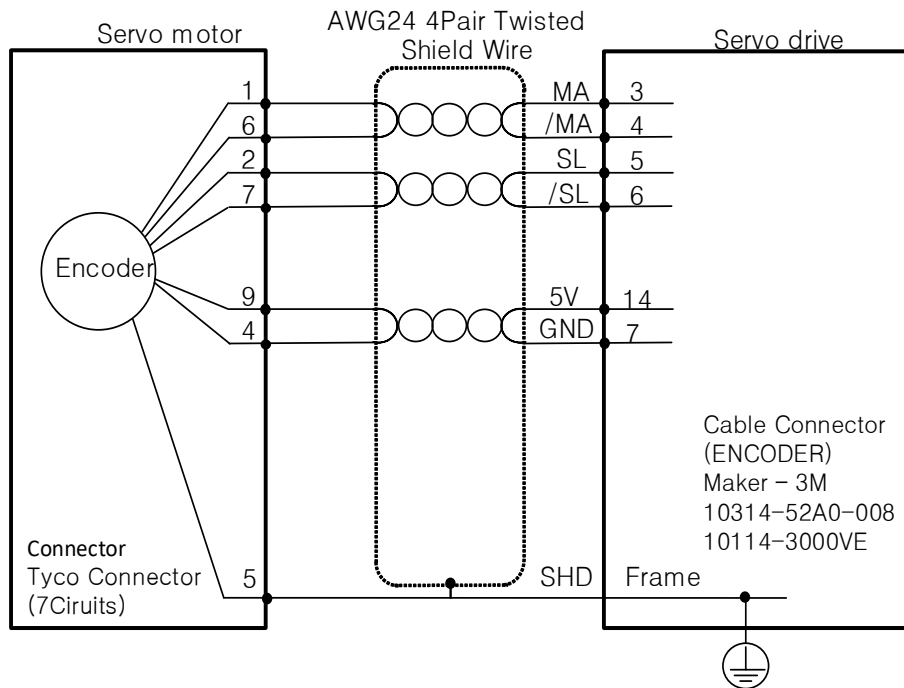 AWG24 4Pair Twisted
Shield Wire
Servo motor
Servo drive
1 MA 3
6 /MA 4
2 SL 5
7 /SL 6
Encoder
9 5V 14
4 GND 7
Cable Connector
(ENCODER)
Maker – 3M
10314-52A0-008
10114-3000VE
Connector
Tyco Connector
(7Ciruits)
5 SHD Frame